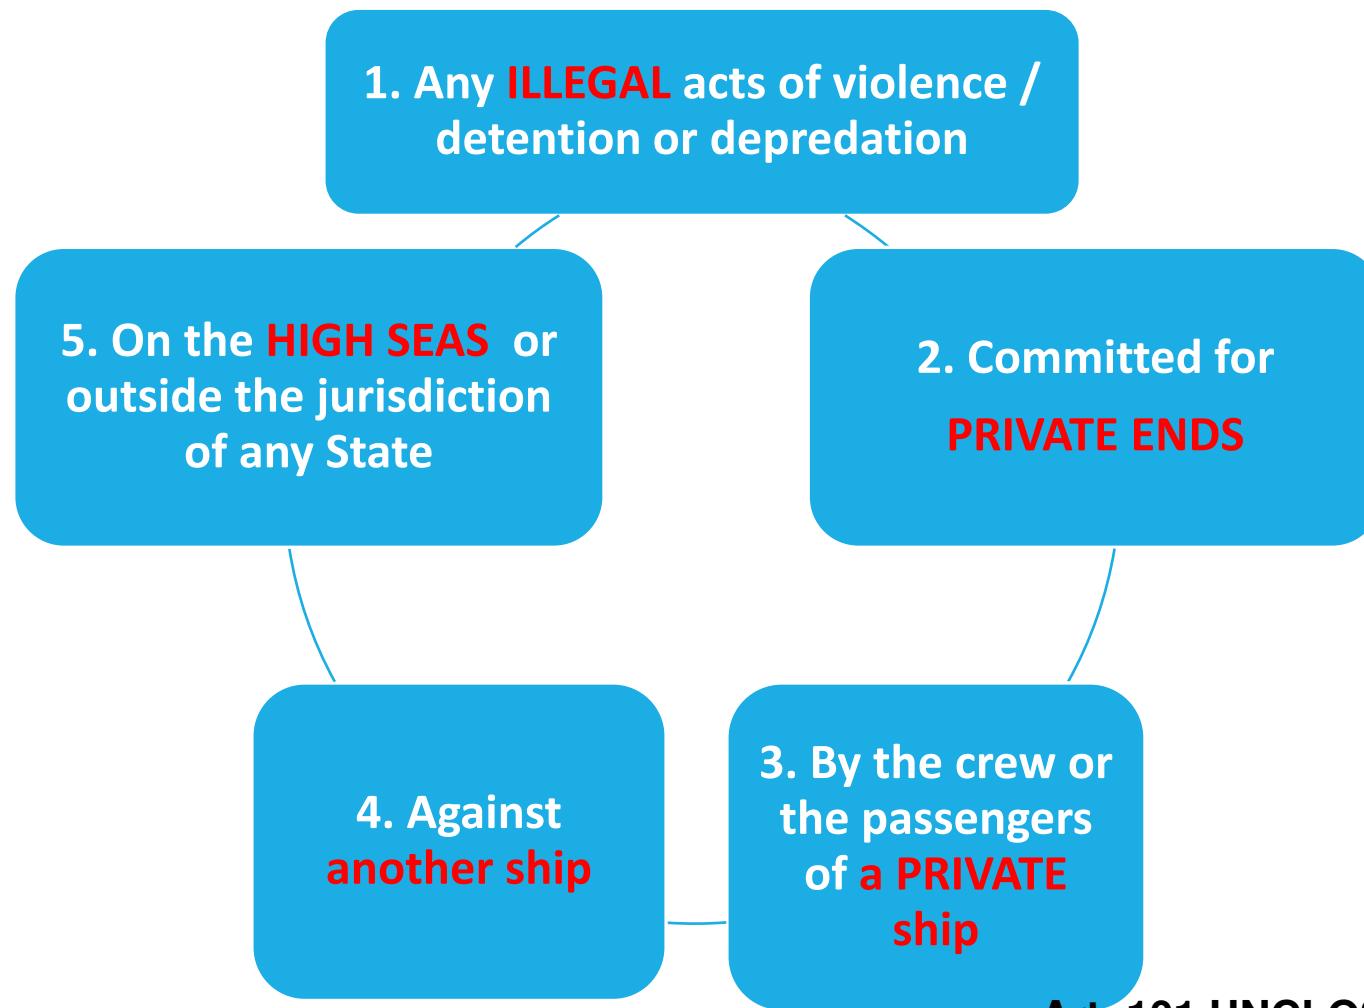 1. Any ILLEGAL acts of violence /
detention or depredation
2. Committed for
PRIVATE ENDS
3. By the crew or
the passengers
of a PRIVATE
ship
4. Against
another ship
5. On the HIGH SEAS or
outside the jurisdiction
of any State
101